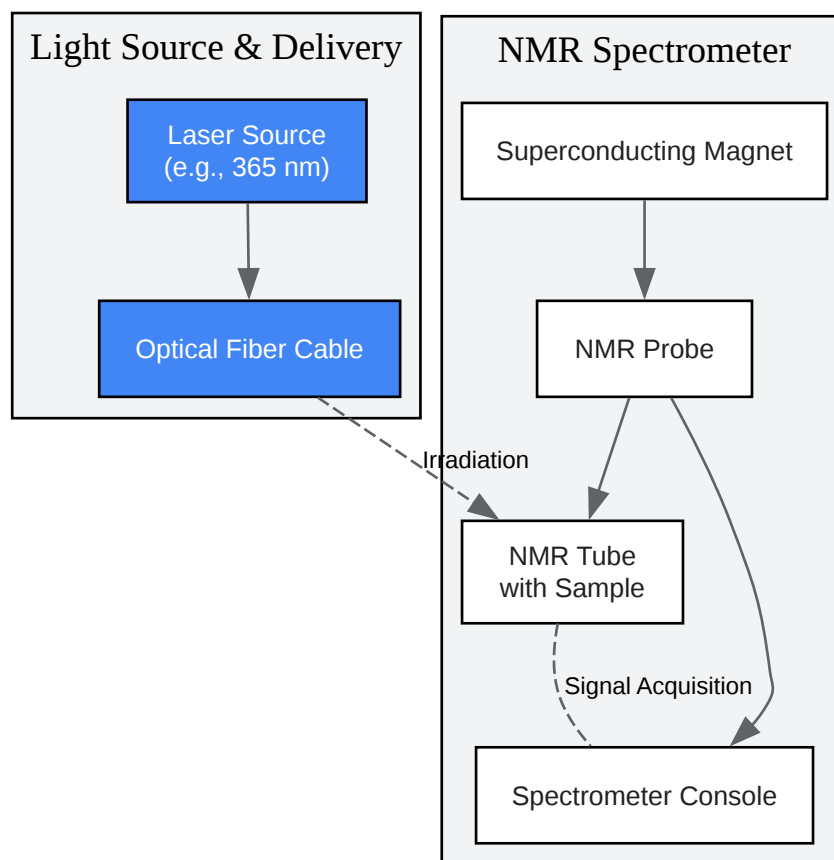 Light Source & Delivery
Laser Source
(e.g., 365 nm)
Optical Fiber Cable
Irradiation
NMR Spectrometer
Superconducting Magnet
NMR Probe
NMR Tube
with Sample
Signal Acquisition
Spectrometer Console